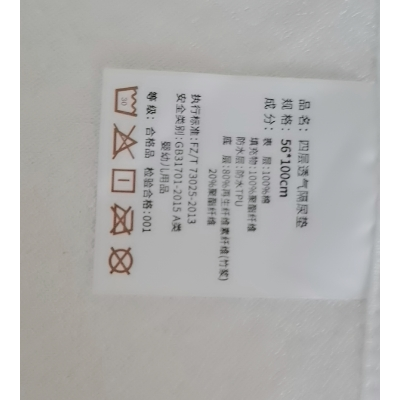 品名：四层透气隔尿垫
规格：56*100cm
成分：表 层：100%棉
填充物：100%聚酯纤维
防水层：防水TPU
底 层：80%再生纤维素纤维(竹浆)
20%聚酯纤维
执行标准：FZ/T 73025-2013
安全类别：GB31701-2015 A类
婴幼儿用品
等级：合格品 检验合格：001
30